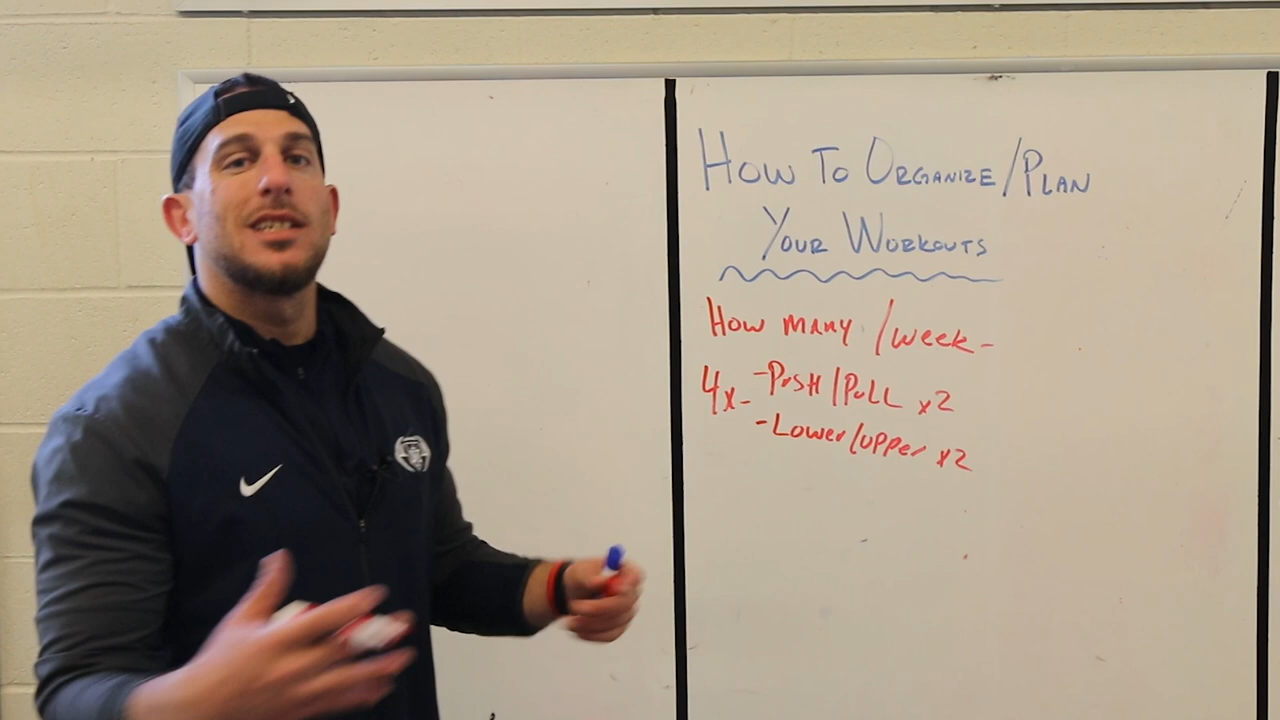 How To Organize/Plan
Your Workouts
How many /week-
4x- -Push/Pull x2
-Lower/upper x2